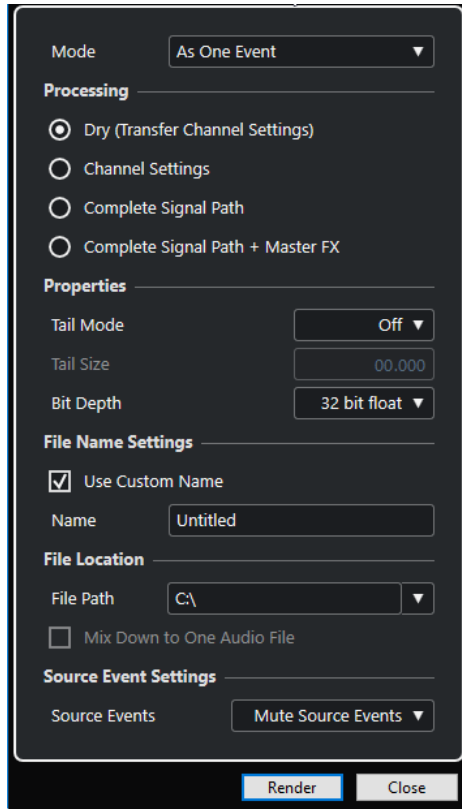 Mode As One Event
Processing
Dry (Transfer Channel Settings)
Channel Settings
Complete Signal Path
Complete Signal Path + Master FX
Properties
Tail Mode Off
Tail Size 00.000
Bit Depth 32 bit float
File Name Settings
Use Custom Name
Name Untitled
File Location
File Path C:\
Mix Down to One Audio File
Source Event Settings
Source Events Mute Source Events
Render Close